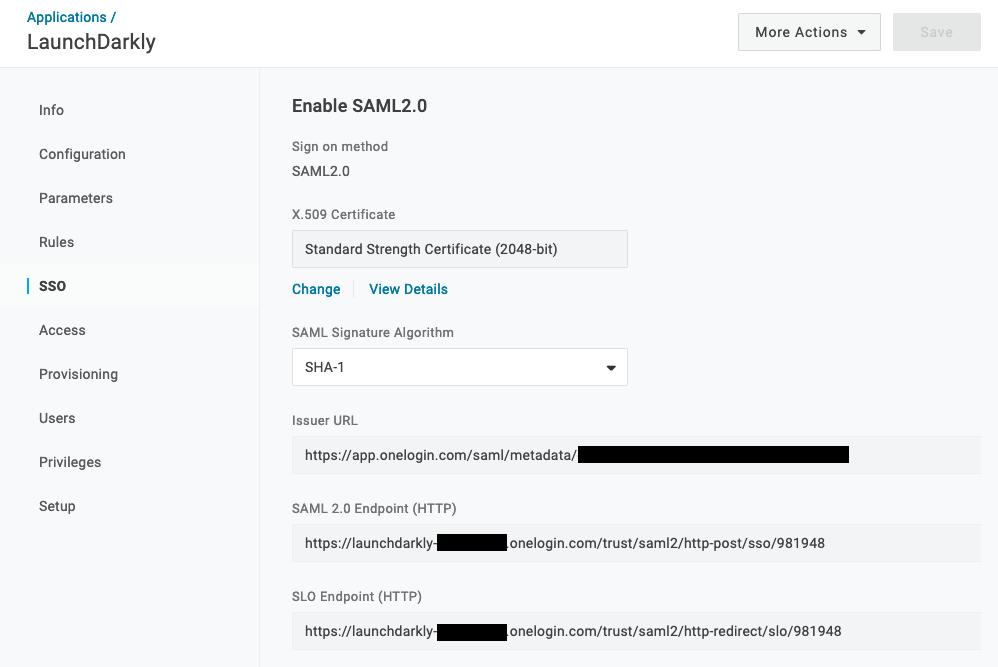 Applications /
LaunchDarkly
More Actions
Save
Info
Configuration
Parameters
Rules
SSO
Access
Provisioning
Users
Privileges
Setup
Enable SAML2.0
Sign on method
SAML2.0
X.509 Certificate
Standard Strength Certificate (2048-bit)
Change
View Details
SAML Signature Algorithm
SHA-1
Issuer URL
https://app.onelogin.com/saml/metadata/
SAML 2.0 Endpoint (HTTP)
https://launchdarkly- .onelogin.com/trust/saml2/http-post/sso/981948
SLO Endpoint (HTTP)
https://launchdarkly- .onelogin.com/trust/saml2/http-redirect/slo/981948